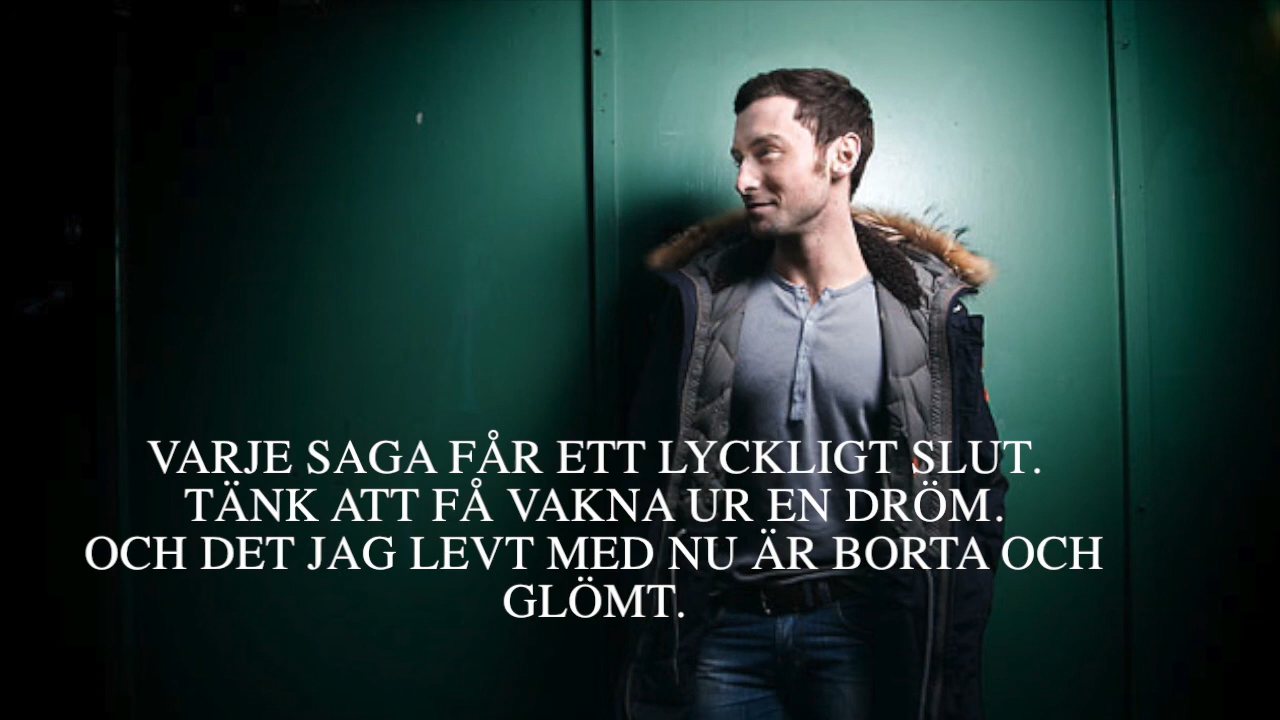 VARJE SAGA FÅR ETT LYCKLIGT SLUT.
TÄNK ATT FÅ VAKNA UR EN DRÖM.
OCH DET JAG LEVT MED NU ÄR BORTA OCH
GLÖMT.